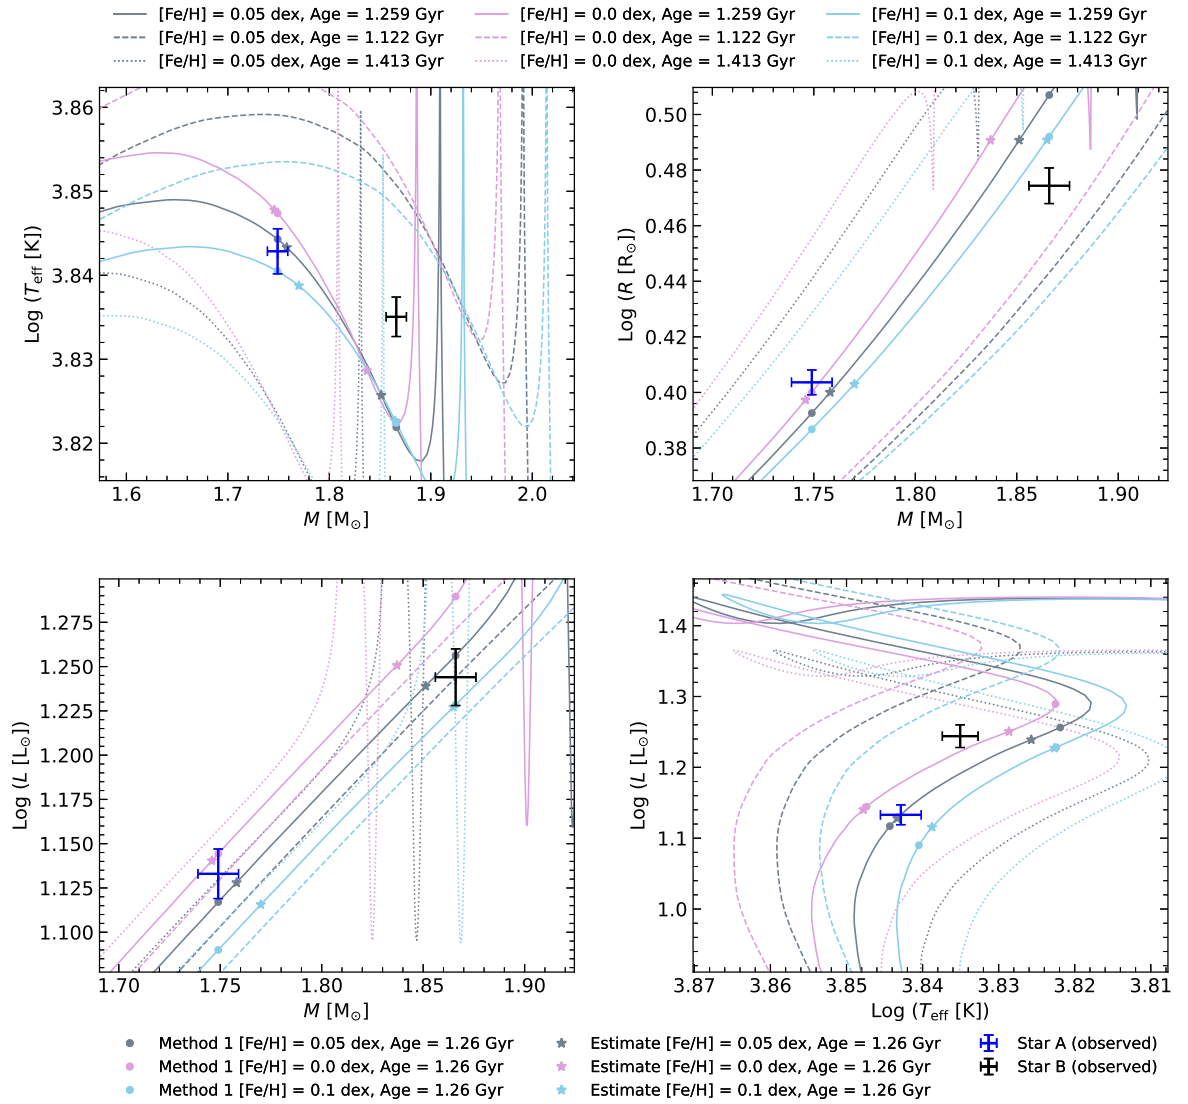 [Fe/H] = 0.05 dex, Age = 1.259 Gyr [Fe/H] = 0.0 dex, Age = 1.259 Gyr [Fe/H] = 0.1 dex, Age = 1.259 Gyr
[Fe/H] = 0.05 dex, Age = 1.122 Gyr [Fe/H] = 0.0 dex, Age = 1.122 Gyr [Fe/H] = 0.1 dex, Age = 1.122 Gyr
[Fe/H] = 0.05 dex, Age = 1.413 Gyr [Fe/H] = 0.0 dex, Age = 1.413 Gyr [Fe/H] = 0.1 dex, Age = 1.413 Gyr
Log (T_eff [K])
3.86
3.85
3.84
3.83
3.82
1.6 1.7 1.8 1.9 2.0
M [M⊙]
Log (R [R⊙])
0.50
0.48
0.46
0.44
0.42
0.40
0.38
1.70 1.75 1.80 1.85 1.90
M [M⊙]
Log (L [L⊙])
1.275
1.250
1.225
1.200
1.175
1.150
1.125
1.100
1.70 1.75 1.80 1.85 1.90
M [M⊙]
Log (L [L⊙])
1.4
1.3
1.2
1.1
1.0
3.87 3.86 3.85 3.84 3.83 3.82 3.81
Log (T_eff [K])
Method 1 [Fe/H] = 0.05 dex, Age = 1.26 Gyr Estimate [Fe/H] = 0.05 dex, Age = 1.26 Gyr Star A (observed)
Method 1 [Fe/H] = 0.0 dex, Age = 1.26 Gyr Estimate [Fe/H] = 0.0 dex, Age = 1.26 Gyr Star B (observed)
Method 1 [Fe/H] = 0.1 dex, Age = 1.26 Gyr Estimate [Fe/H] = 0.1 dex, Age = 1.26 Gyr